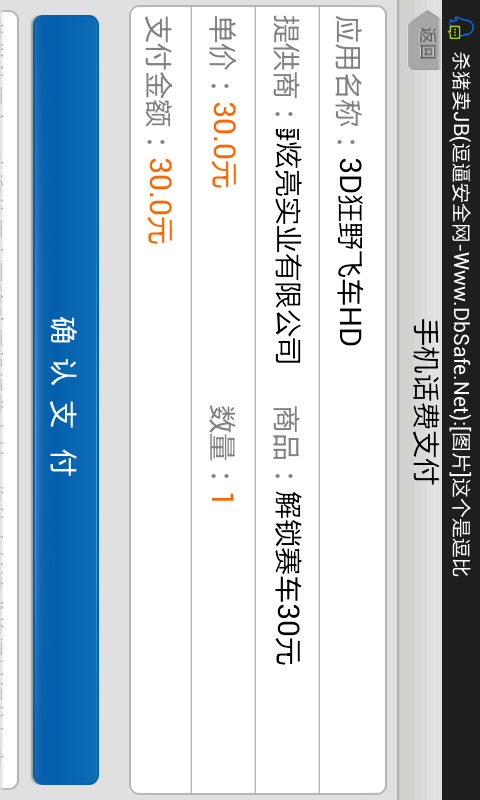 杀猪卖JB(逗逼安全网-Www.DbSafe.Net):[图片]这个是逗比
返回
手机话费支付
应用名称：3D狂野飞车HD
提供商：炫亮实业有限公司 商品：解锁赛车30元
单价：30.0元 数量：1
支付金额：30.0元
确认支付